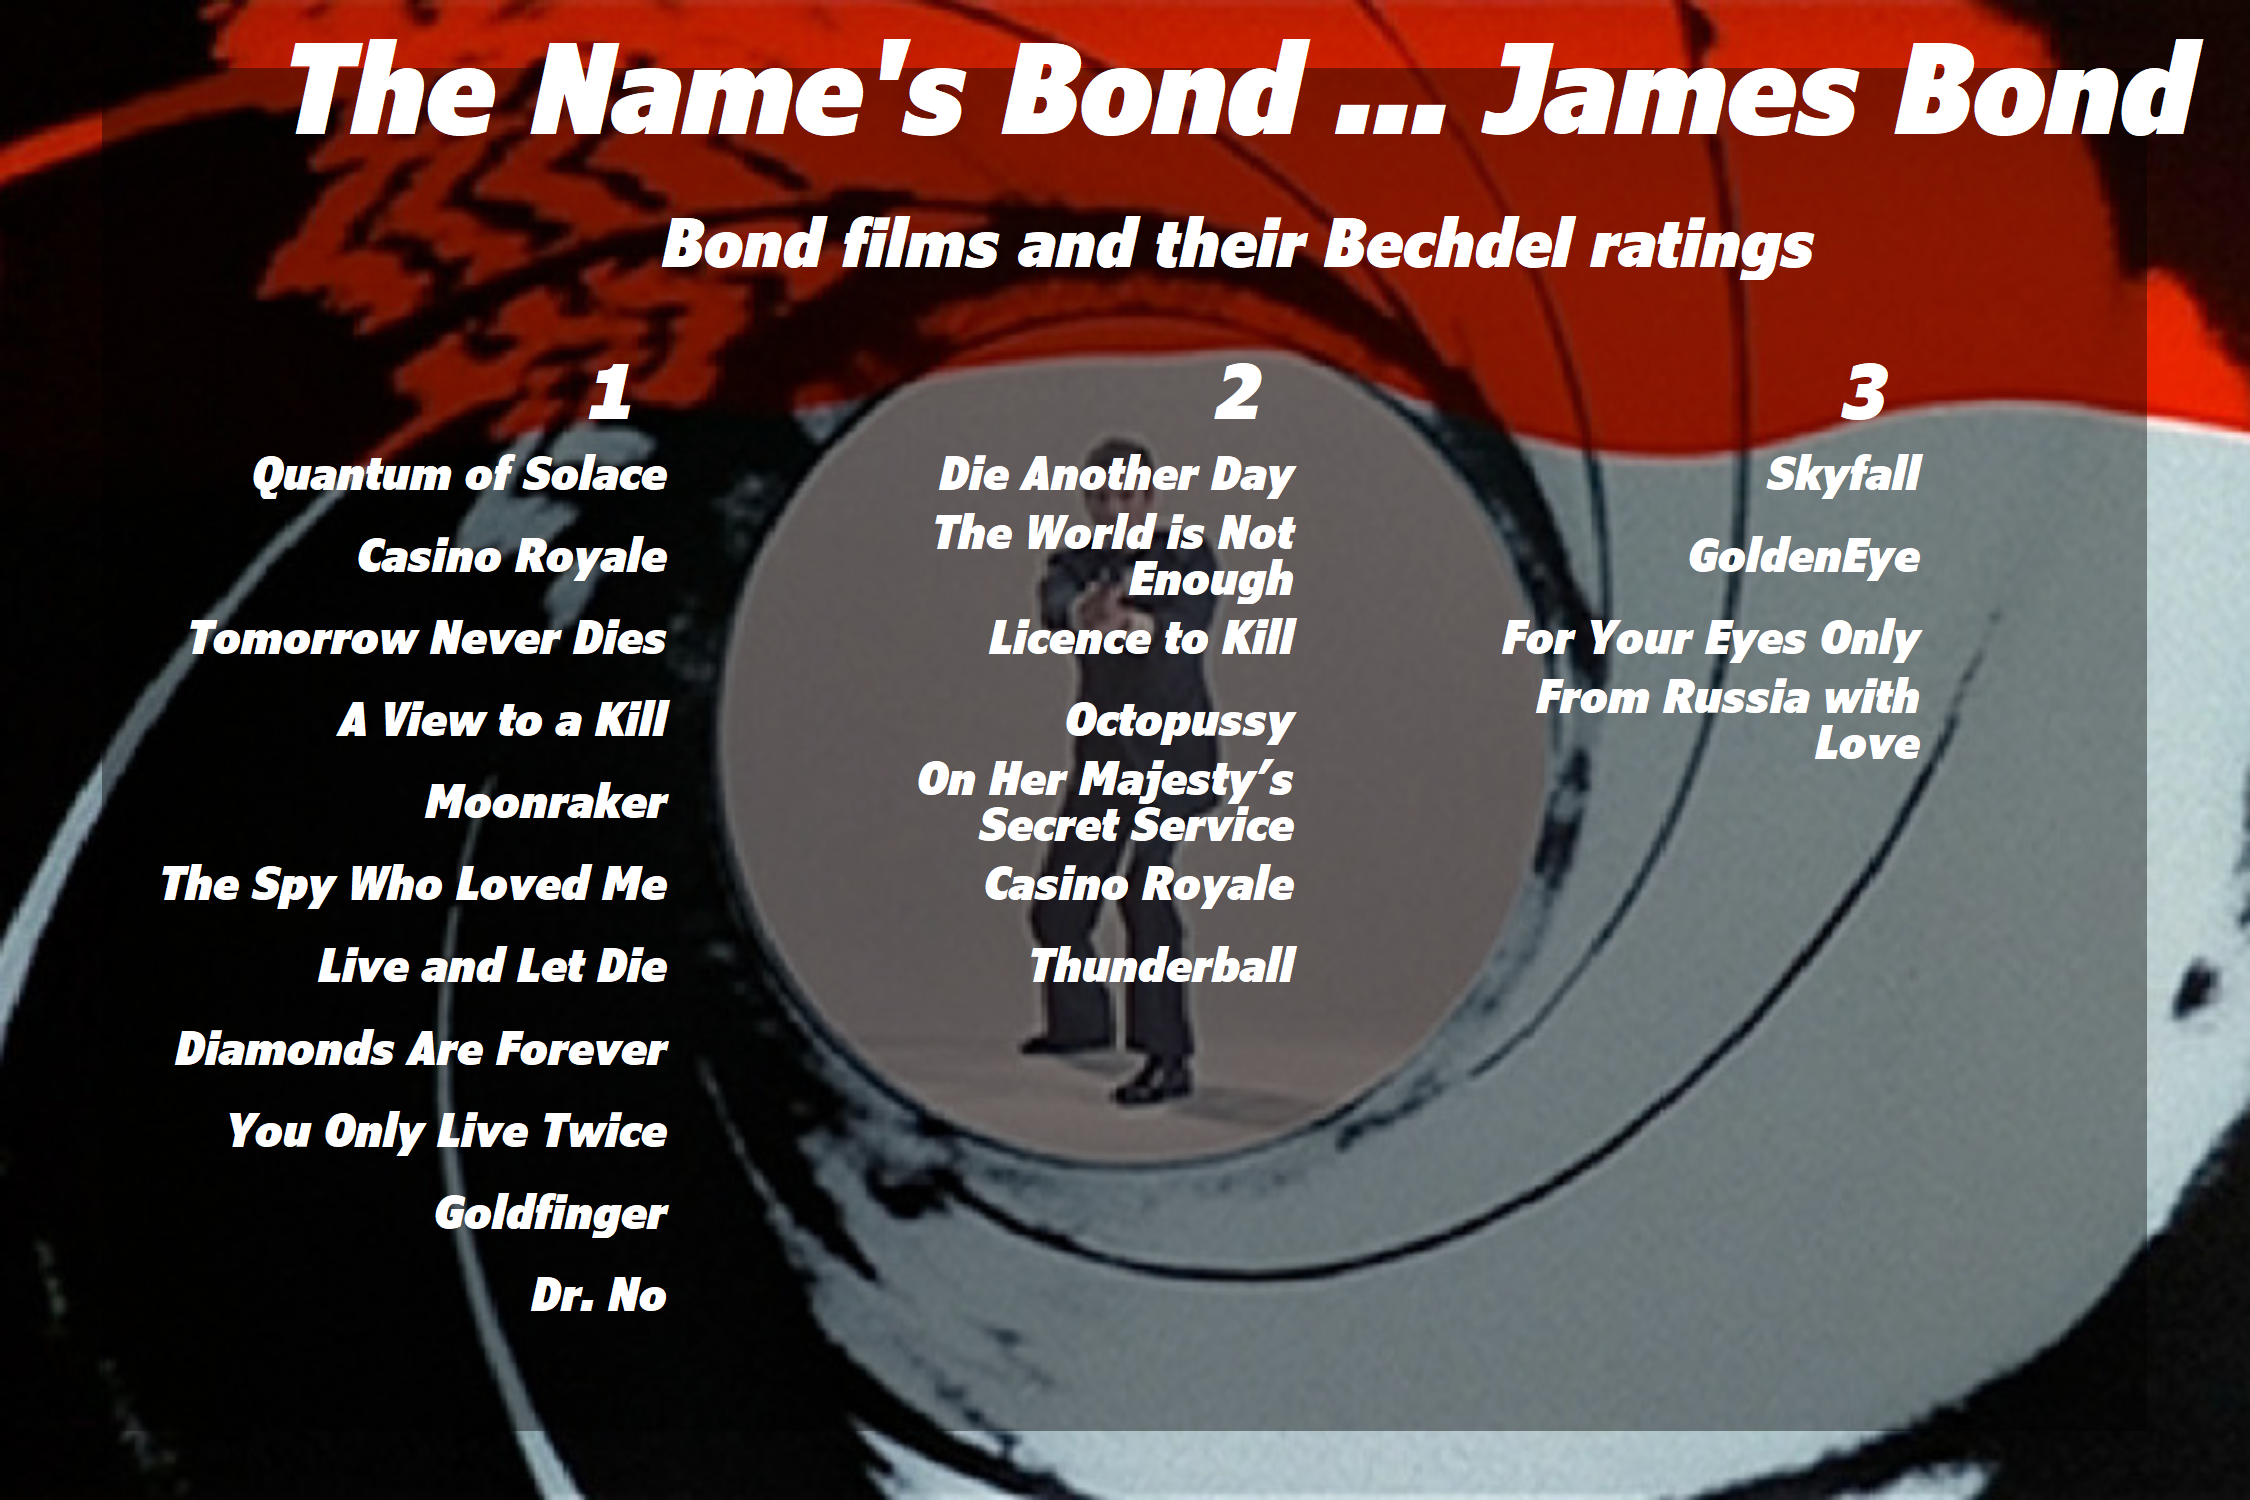 The Name's Bond ... James Bond
Bond films and their Bechdel ratings
1
Quantum of Solace
Casino Royale
Tomorrow Never Dies
A View to a Kill
Moonraker
The Spy Who Loved Me
Live and Let Die
Diamonds Are Forever
You Only Live Twice
Goldfinger
Dr. No
2
Die Another Day
The World is Not
Enough
Licence to Kill
Octopussy
On Her Majesty’s
Secret Service
Casino Royale
Thunderball
3
Skyfall
GoldenEye
For Your Eyes Only
From Russia with
Love